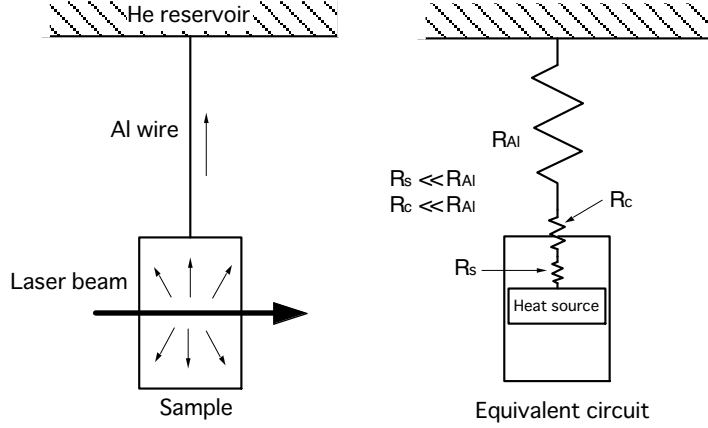 He reservoir
Al wire
Laser beam
Sample
RAl
Rs ≪ RAl
Rc ≪ RAl
Rc
Rs
Heat source
Equivalent circuit